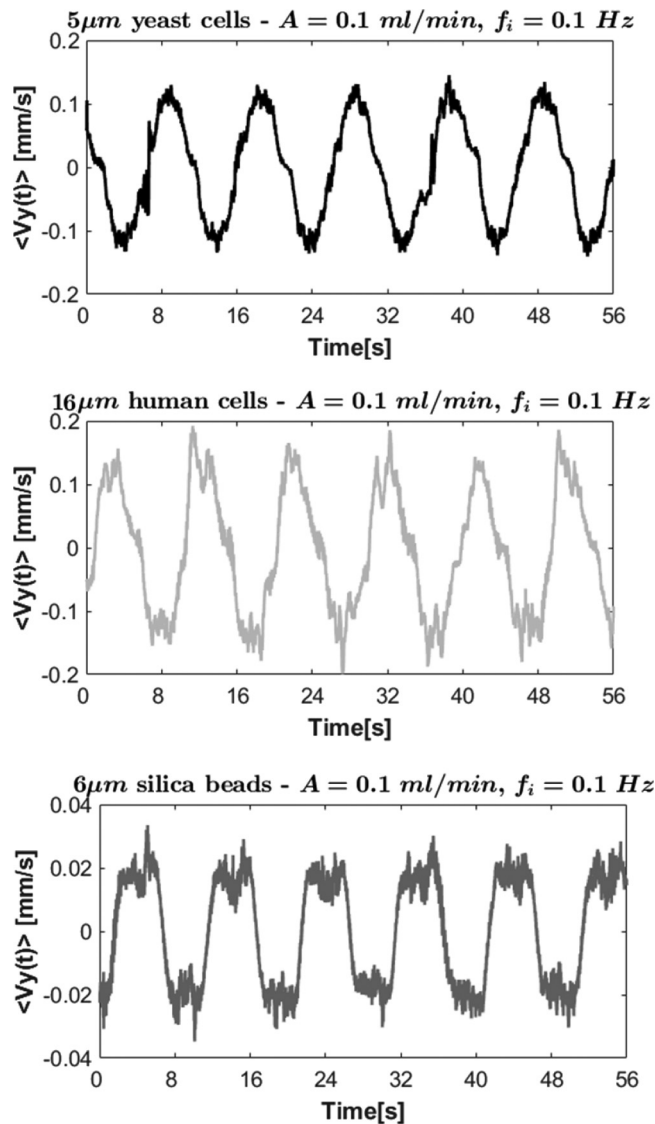 5μm yeast cells - A = 0.1 ml/min, f_i = 0.1 Hz
0.2
0.1
0
-0.1
-0.2
<Vy(t)> [mm/s]
0 8 16 24 32 40 48 56
Time[s]
16μm human cells - A = 0.1 ml/min, f_i = 0.1 Hz
0.2
0.1
0
-0.1
-0.2
<Vy(t)> [mm/s]
0 8 16 24 32 40 48 56
Time[s]
6μm silica beads - A = 0.1 ml/min, f_i = 0.1 Hz
0.04
0.02
0
-0.02
-0.04
<Vy(t)> [mm/s]
0 8 16 24 32 40 48 56
Time[s]